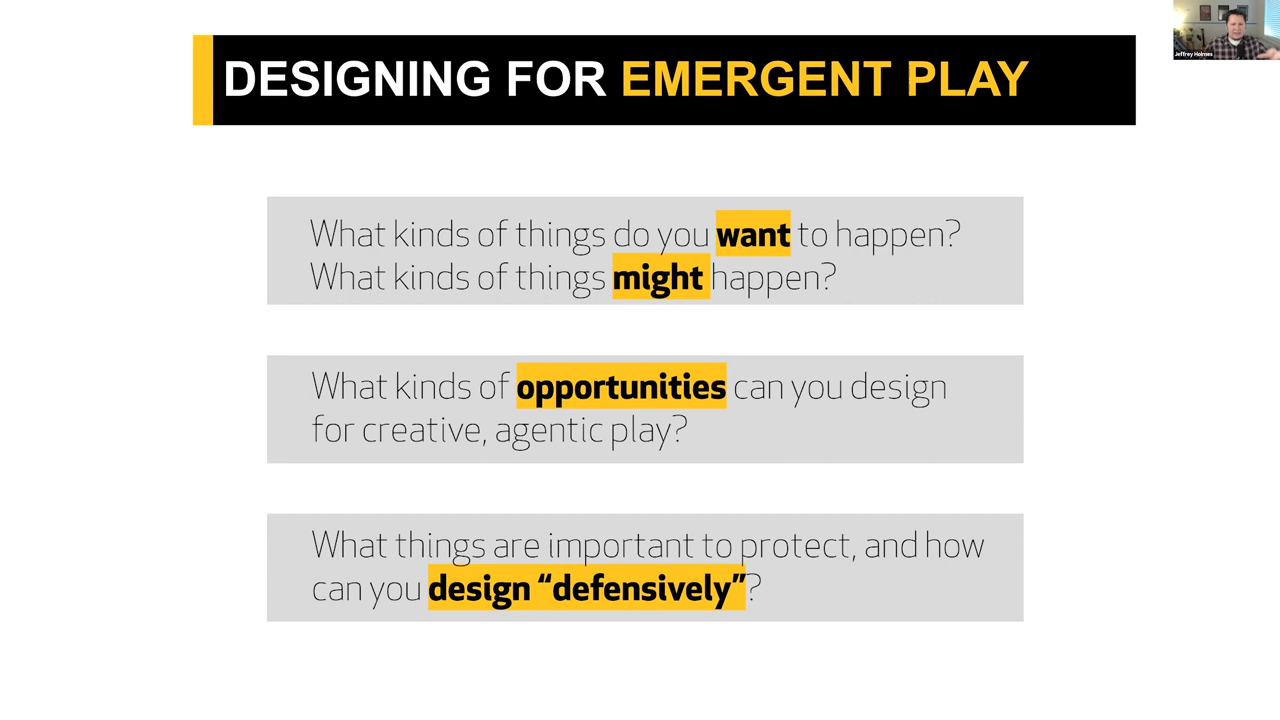 Jeffrey Holmes
DESIGNING FOR EMERGENT PLAY
What kinds of things do you want to happen?
What kinds of things might happen?
What kinds of opportunities can you design
for creative, agentic play?
What things are important to protect, and how
can you design “defensively”?